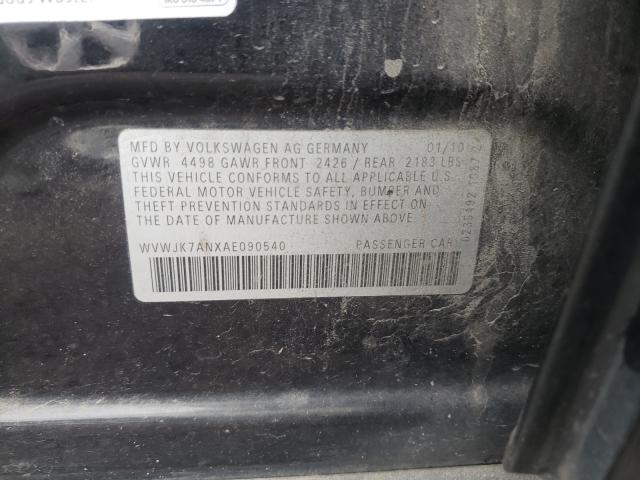 MFD BY VOLKSWAGEN AG GERMANY 01/10
GVWR 4498 GAWR FRONT 2426 / REAR 2183 LBS
THIS VEHICLE CONFORMS TO ALL APPLICABLE U.S.
FEDERAL MOTOR VEHICLE SAFETY, BUMPER AND
THEFT PREVENTION STANDARDS IN EFFECT ON
THE DATE OF MANUFACTURE SHOWN ABOVE.
WVWJK7ANXAE090540 PASSENGER CAR